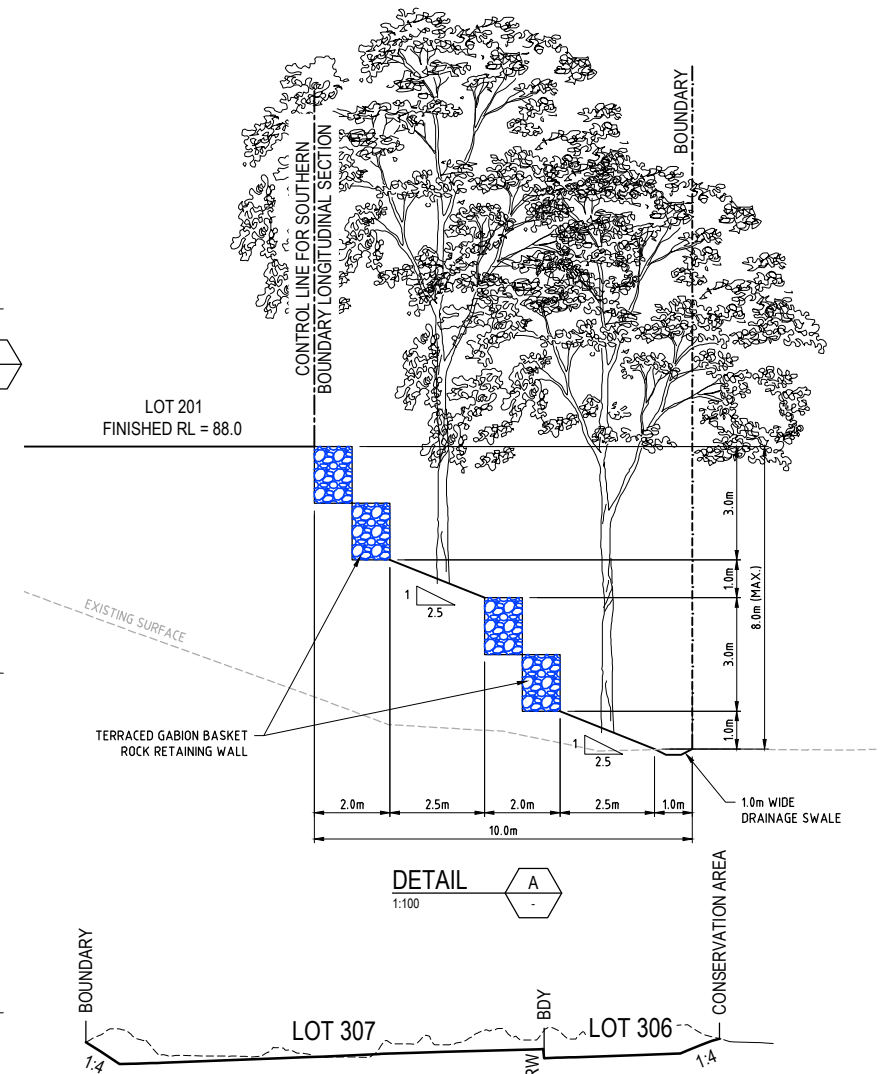 CONTROL LINE FOR SOUTHERN
BOUNDARY LONGITUDINAL SECTION
BOUNDARY
LOT 201
FINISHED RL = 88.0
3.0m
1.0m
8.0m (MAX.)
3.0m
1.0m
1
2.5
EXISTING SURFACE
TERRACED GABION BASKET
ROCK RETAINING WALL
1
2.5
2.0m
2.5m
2.0m
2.5m
1.0m
10.0m
1.0m WIDE
DRAINAGE SWALE
DETAIL
1:100
A
-
BOUNDARY
LOT 307
BDY
LOT 306
CONSERVATION AREA
1:4
RW
1:4